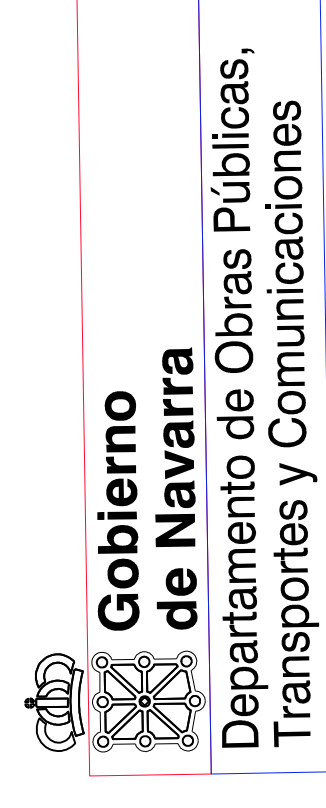 Gobierno
de Navarra
Departamento de Obras Públicas,
Transportes y Comunicaciones